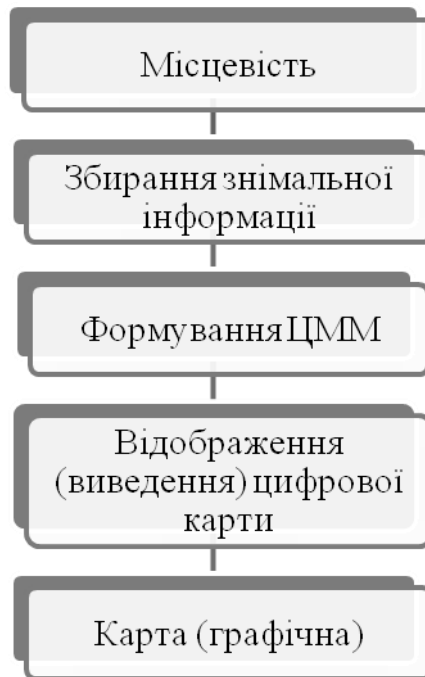 Місцевість
Збирання знімальної
інформації
Формування ЦММ
Відображення
(виведення) цифрової
карти
Карта (графічна)